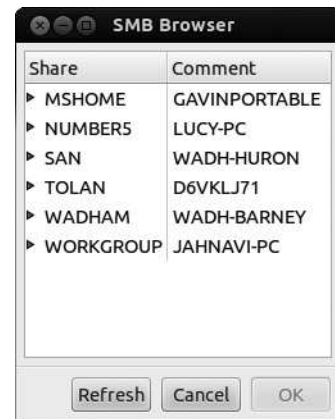 SMB Browser
Share Comment
MSHOME GAVINPORTABLE
NUMBER5 LUCY-PC
SAN WADH-HURON
TOLAN D6VKLJ71
WADHAM WADH-BARNEY
WORKGROUP JAHNAVI-PC
Refresh Cancel OK